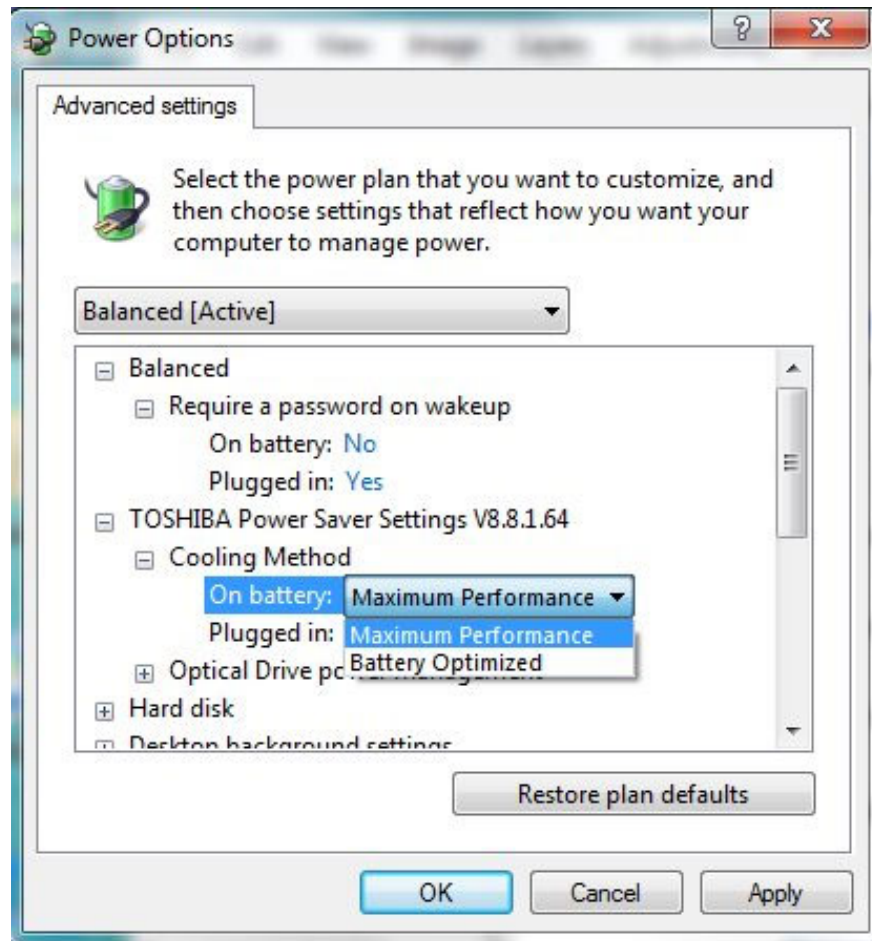 Power Options
Advanced settings
Select the power plan that you want to customize, and
then choose settings that reflect how you want your
computer to manage power.
Balanced [Active]
Balanced
Require a password on wakeup
On battery: No
Plugged in: Yes
TOSHIBA Power Saver Settings V8.8.1.64
Cooling Method
On battery: Maximum Performance
Plugged in: Maximum Performance
Battery Optimized
Optical Drive
Hard disk
Desktop background settings
Restore plan defaults
OK Cancel Apply